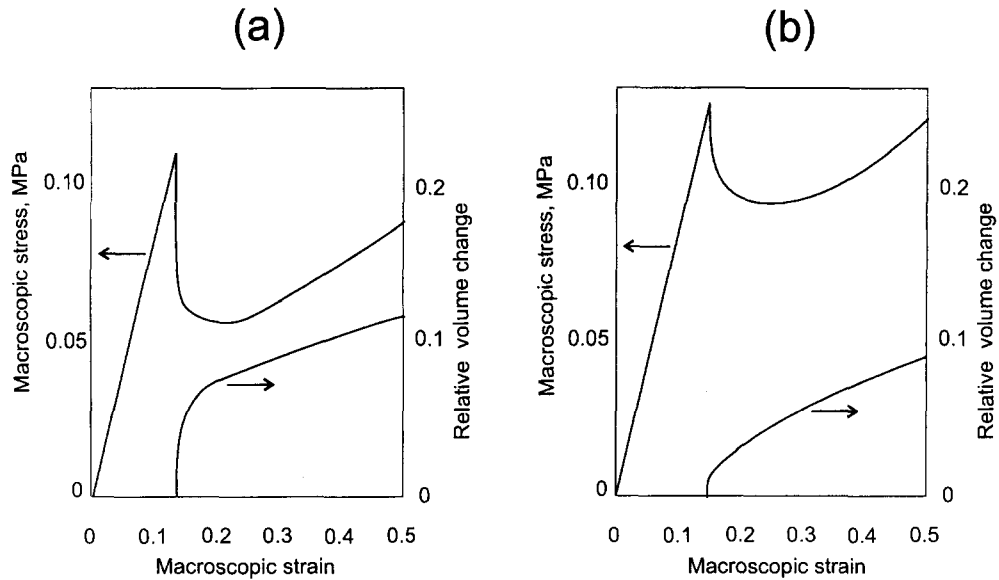 (a)
Macroscopic stress, MPa
0.10
0.05
0
0.2
0.1
0
Relative volume change
0 0.1 0.2 0.3 0.4 0.5
Macroscopic strain
(b)
Macroscopic stress, MPa
0.10
0.05
0
0.2
0.1
0
Relative volume change
0 0.1 0.2 0.3 0.4 0.5
Macroscopic strain